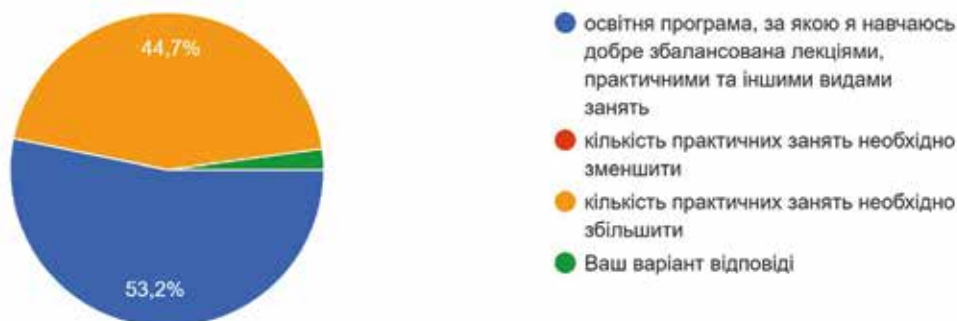 44,7%
53,2%
освітня програма, за якою я навчаюсь
добре збалансована лекціями,
практичними та іншими видами
занять
кількість практичних занять необхідно
зменшити
кількість практичних занять необхідно
збільшити
Ваш варіант відповіді